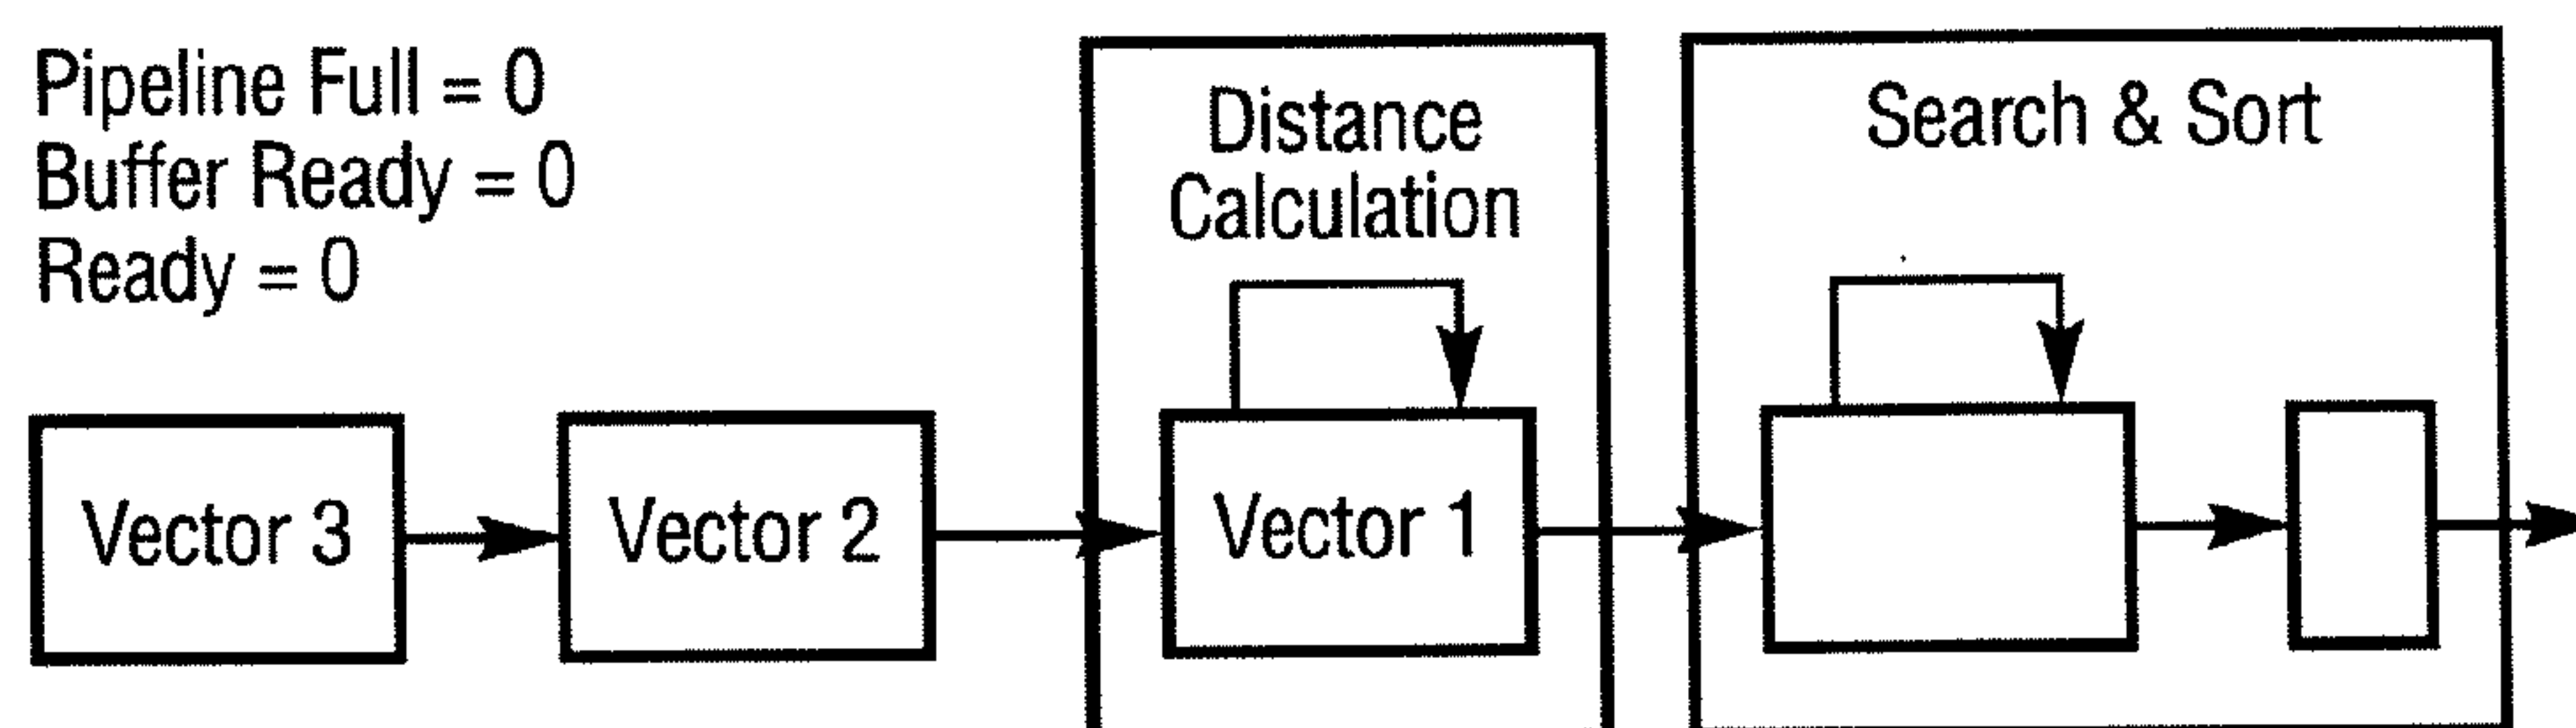 Pipeline Full = 0
Buffer Ready = 0
Ready = 0
Distance
Calculation
Search & Sort
Vector 3
Vector 2
Vector 1